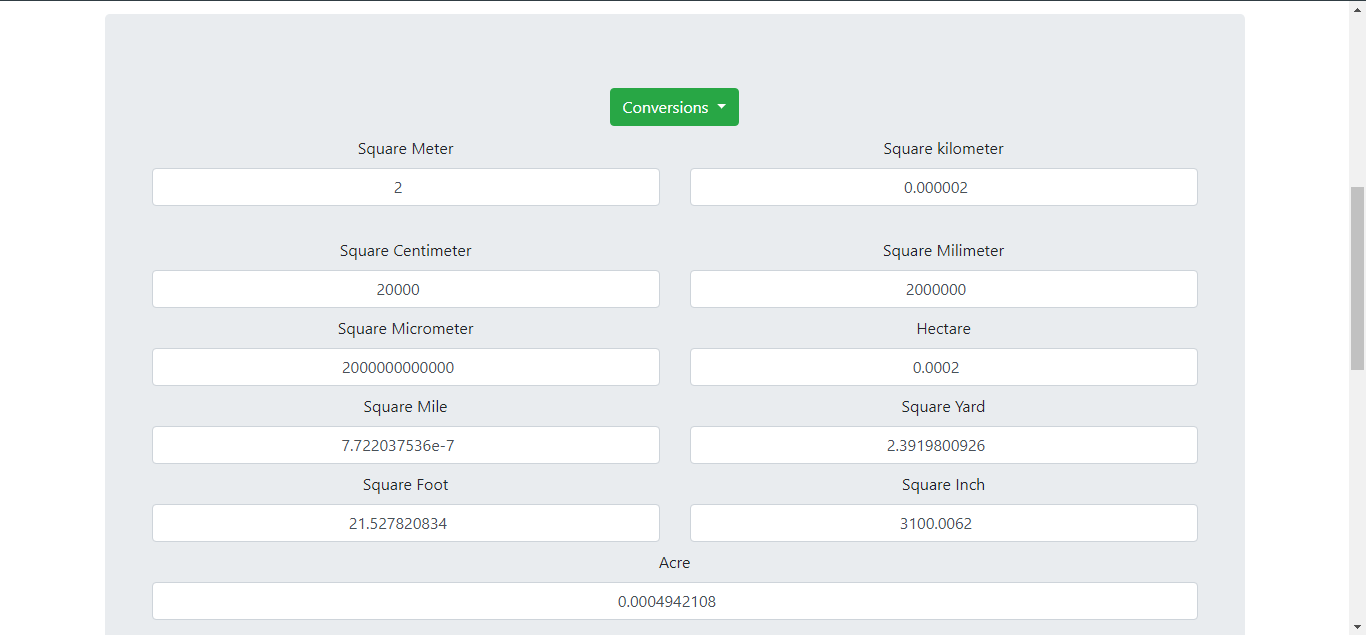 Conversions
Square Meter
Square kilometer
2
0.000002
Square Centimeter
Square Milimeter
20000
2000000
Square Micrometer
Hectare
2000000000000
0.0002
Square Mile
Square Yard
7.722037536e-7
2.3919800926
Square Foot
Square Inch
21.527820834
3100.0062
Acre
0.0004942108